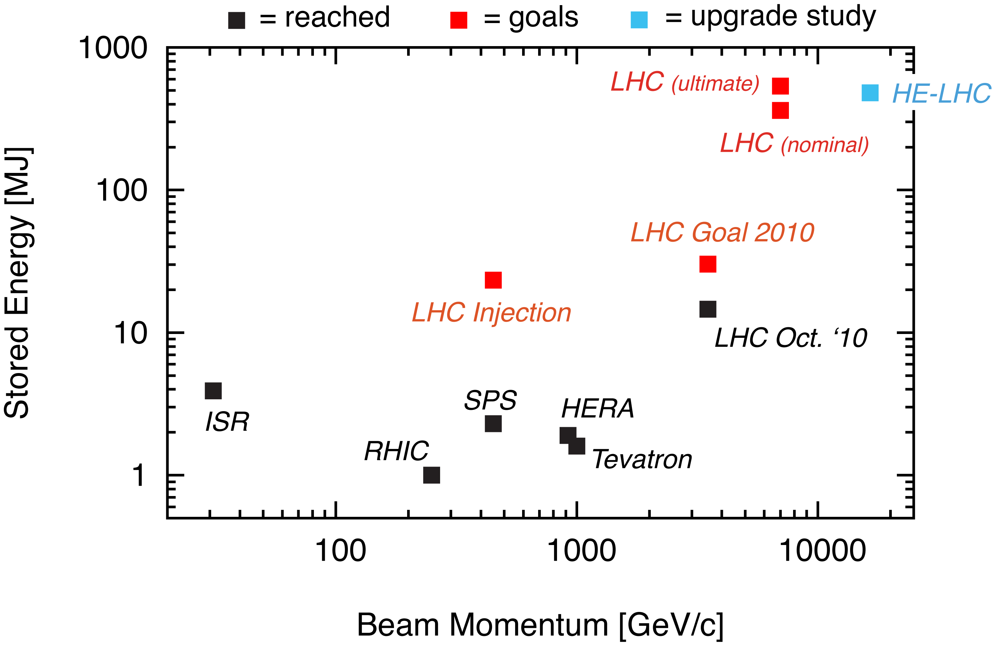 = reached = goals = upgrade study
1000
LHC (ultimate)
HE-LHC
LHC (nominal)
100
Stored Energy [MJ]
LHC Goal 2010
LHC Injection
10
LHC Oct. ‘10
SPS
HERA
ISR
RHIC
Tevatron
1
100 1000 10000
Beam Momentum [GeV/c]